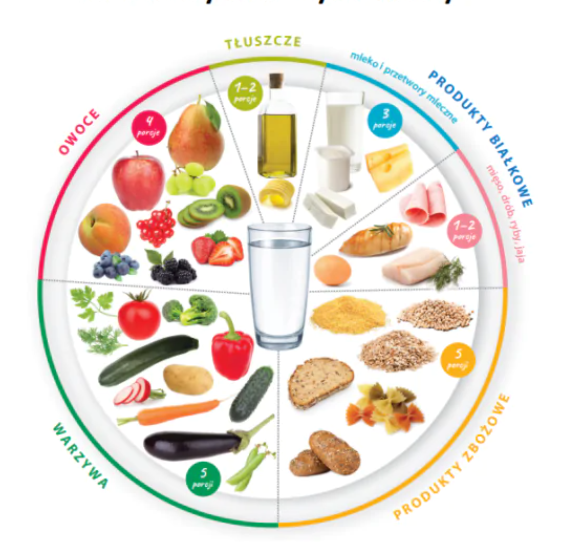 TŁUSZCZE
1-2
porcje
mleko i przetwory mleczne
PRODUKTY BIAŁKOWE
3
porcje
mięso, drób, ryby, jaja
1-2
porcje
OWOCE
4
porcje
WARZYWA
5
porcji
PRODUKTY ZBOŻOWE
5
porcji